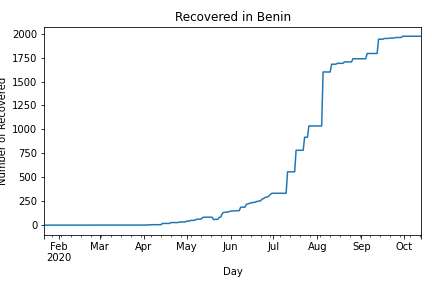 Recovered in Benin
Number of Recovered
2000
1750
1500
1250
1000
750
500
250
0
Feb Mar Apr May Jun Jul Aug Sep Oct
2020
Day